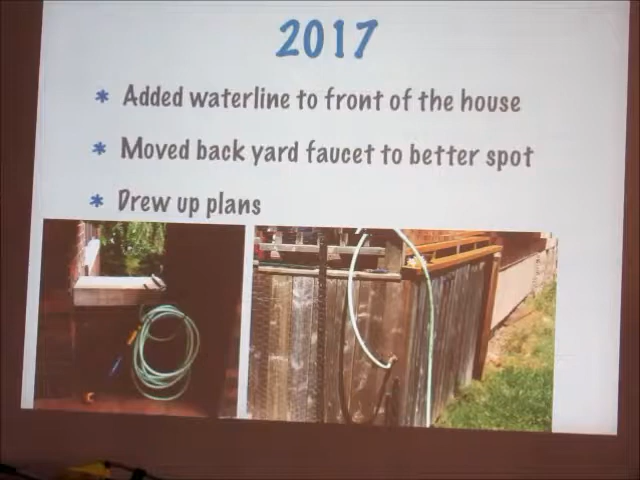 2017
* Added waterline to front of the house
* Moved back yard faucet to better spot
* Drew up plans